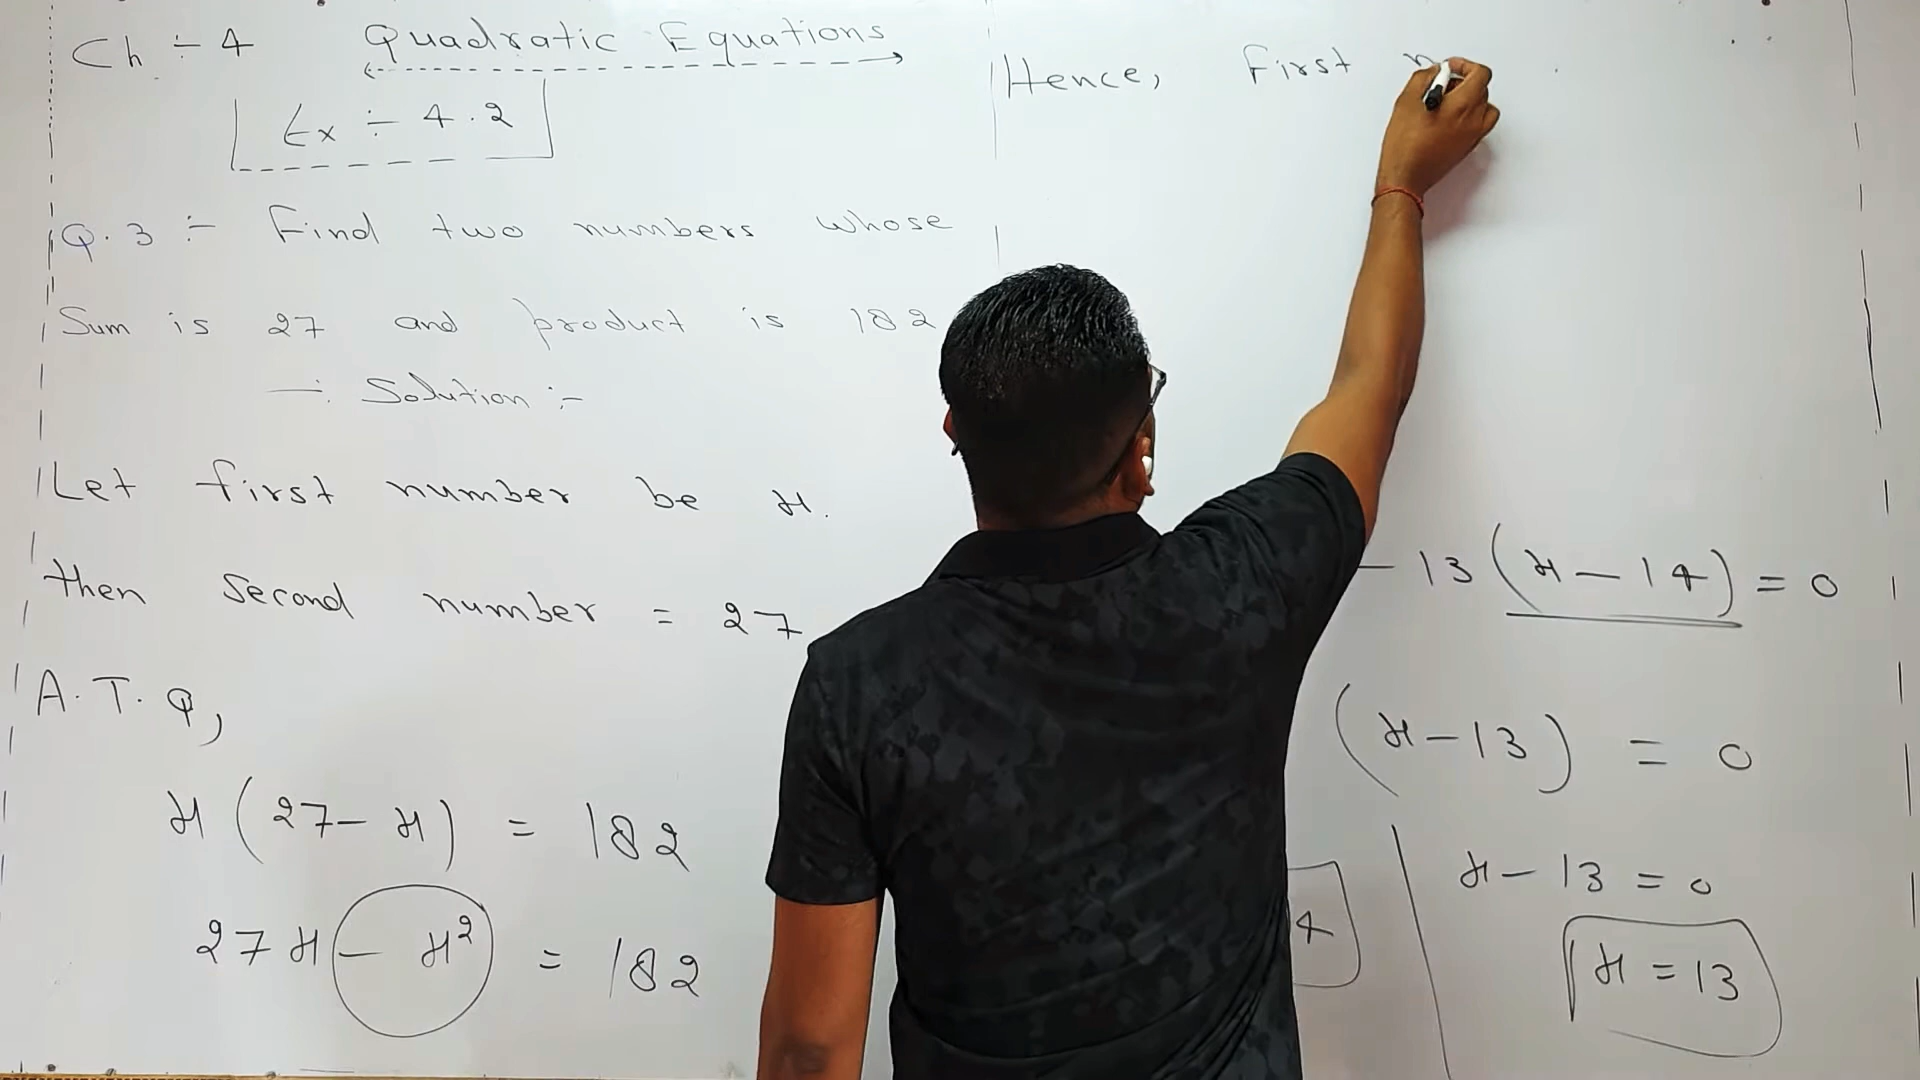 Ch ÷ 4 Quadratic Equations
Ex ÷ 4.2
Q.3 :- Find two numbers whose
Sum is 27 and product is 182
-: Solution :-
Let first number be x.
then second number = 27
A.T.Q,
x (27 - x) = 182
27x - x² = 182
Hence, First
- 13 (x - 14) = 0
(x - 13) = 0
x - 13 = 0
4
x = 13